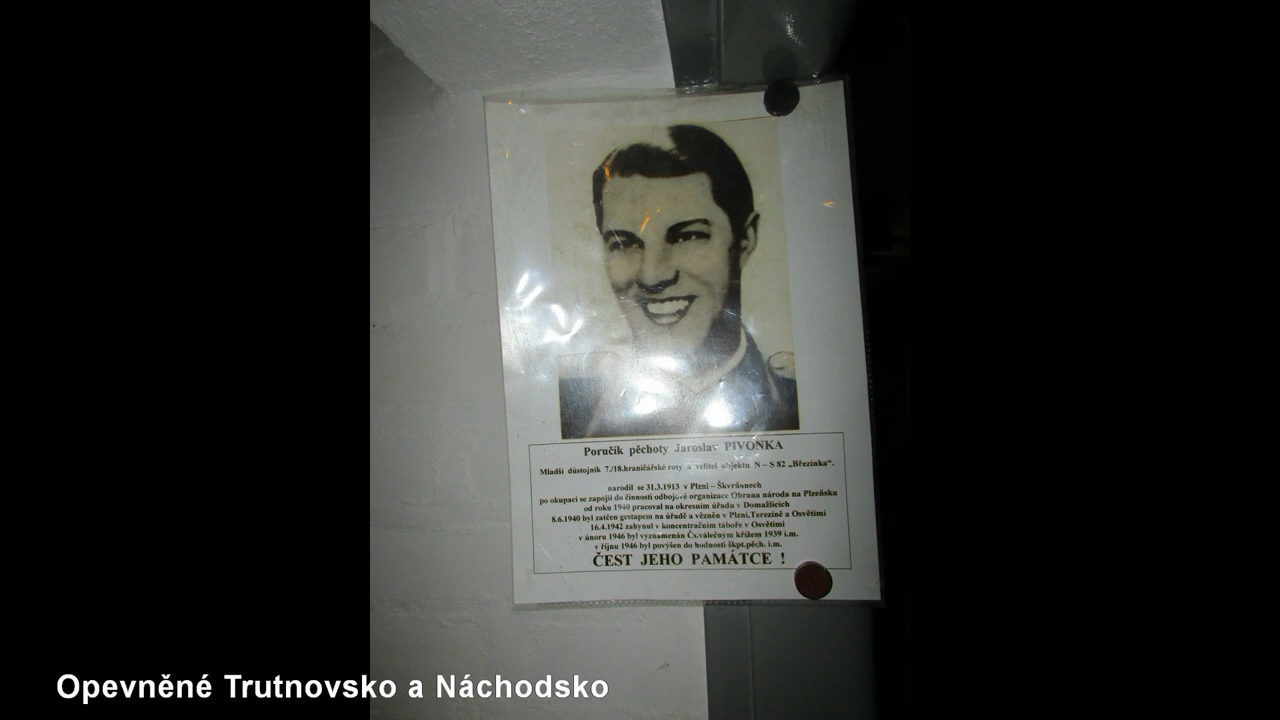 Poručík pěchoty Jaroslav PIVOŇKA
Mladší důstojník 7./18.hraničářské roty a velitel objektu N – S 82 „Březinka“.
narodil se 31.3.1913 v Plzni – Škvrňanech
po okupaci se zapojil do činnosti odbojové organizace Obrana národa na Plzeňsku
od roku 1940 pracoval na okresním úřadu v Domažlicích
8.6.1940 byl zatčen gestapem na úřadě a vězněn v Plzni,Terezíně a Osvětimi
16.4.1942 zahynul v koncentračním táboře v Osvětimi
v únoru 1946 byl vyznamenán Čs.válečným křížem 1939 i.m.
v říjnu 1946 byl povýšen do hodnosti škpt.pěch. i.m.
ČEST JEHO PAMÁTCE !
Opevněné Trutnovsko a Náchodsko